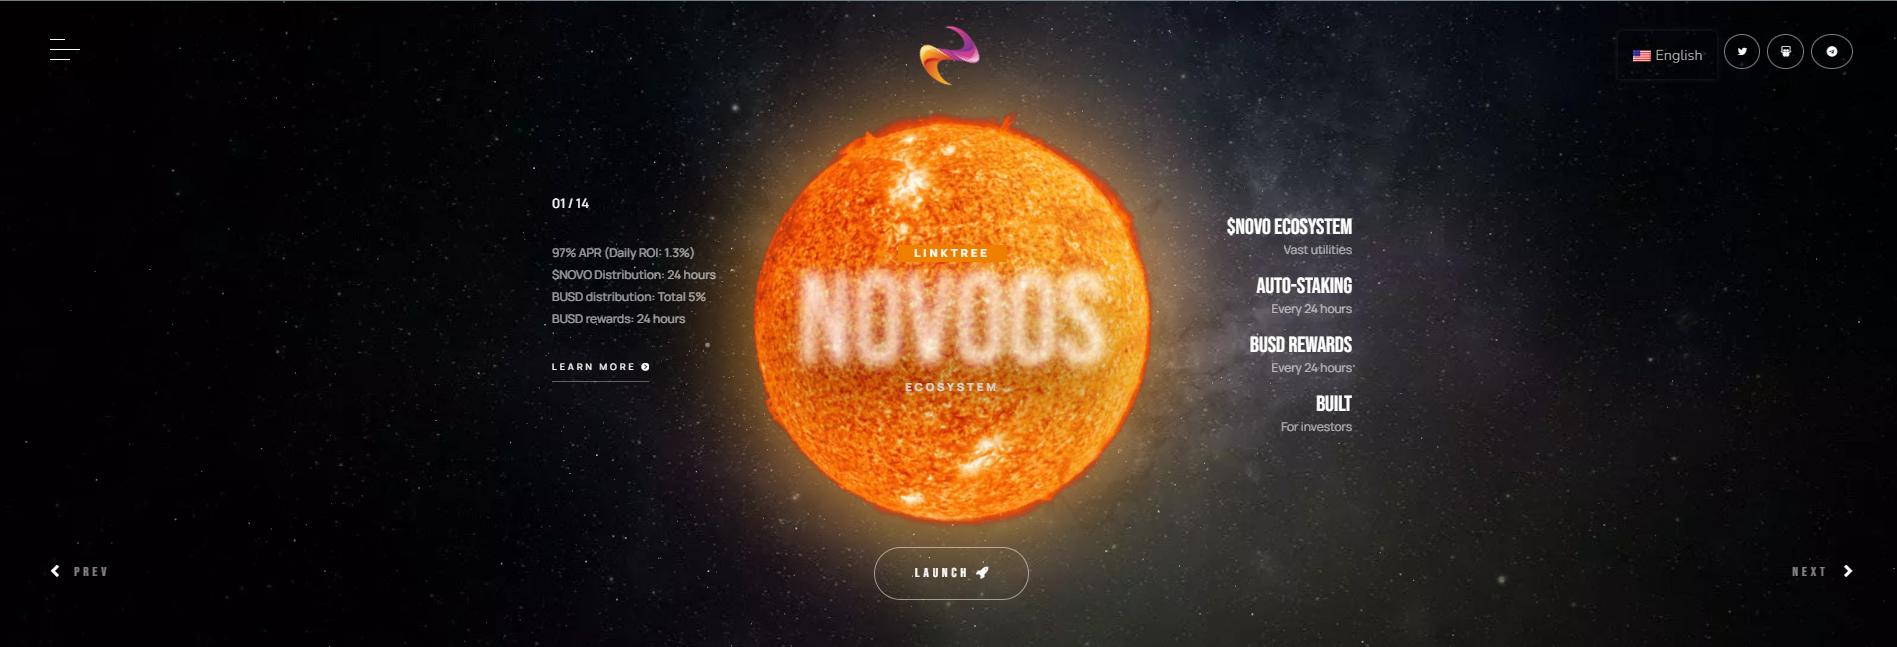 English
01 / 14
97% APR (Daily ROI: 1.3%)
$NOVO Distribution: 24 hours
BUSD distribution: Total 5%
BUSD rewards: 24 hours
LEARN MORE
LINKTREE
NOVOOS
ECOSYSTEM
$NOVO ECOSYSTEM
Vast utilities
AUTO-STAKING
Every 24 hours
BUSD REWARDS
Every 24 hours
BUILT
For investors
PREV
LAUNCH
NEXT